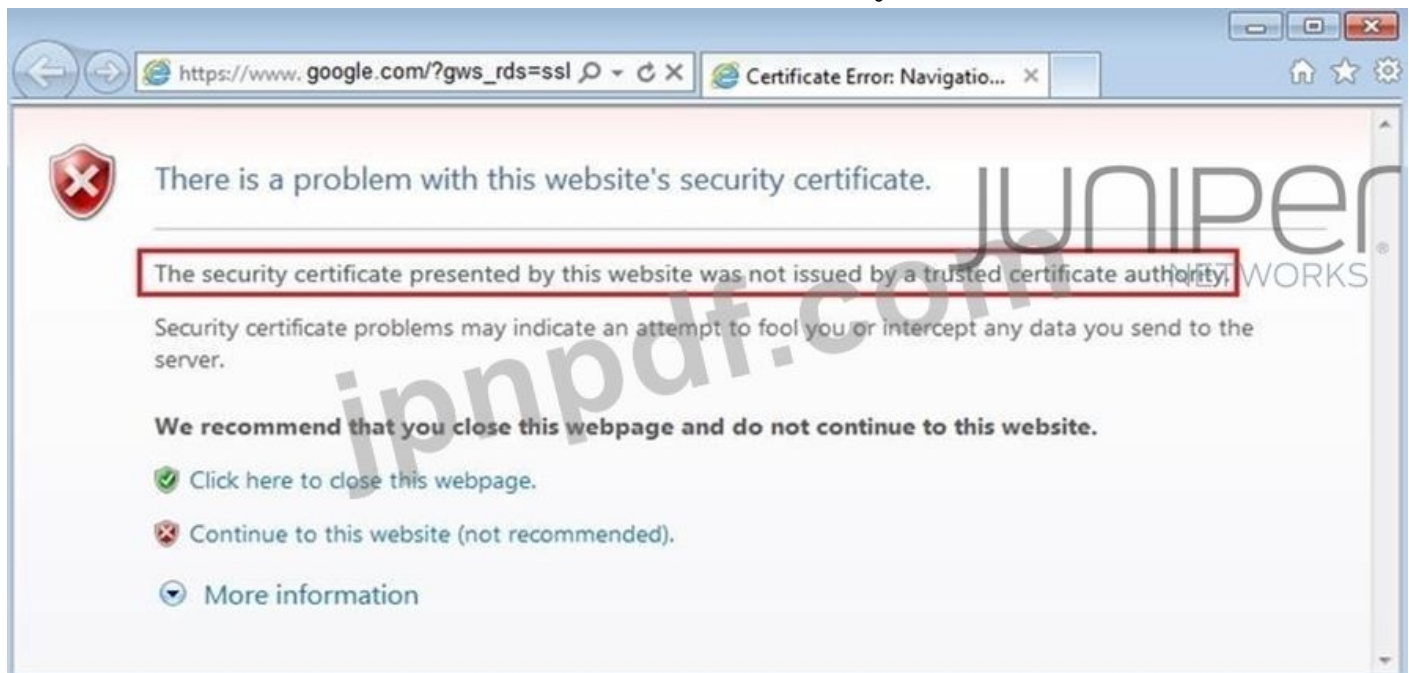 https://www. google.com/?gws_rds=ssl
Certificate Error: Navigatio...
There is a problem with this website's security certificate.
JUNIPER
NETWORKS
The security certificate presented by this website was not issued by a trusted certificate authority.
Security certificate problems may indicate an attempt to fool you or intercept any data you send to the
server.
jpnpdf.com
We recommend that you close this webpage and do not continue to this website.
Click here to close this webpage.
Continue to this website (not recommended).
More information